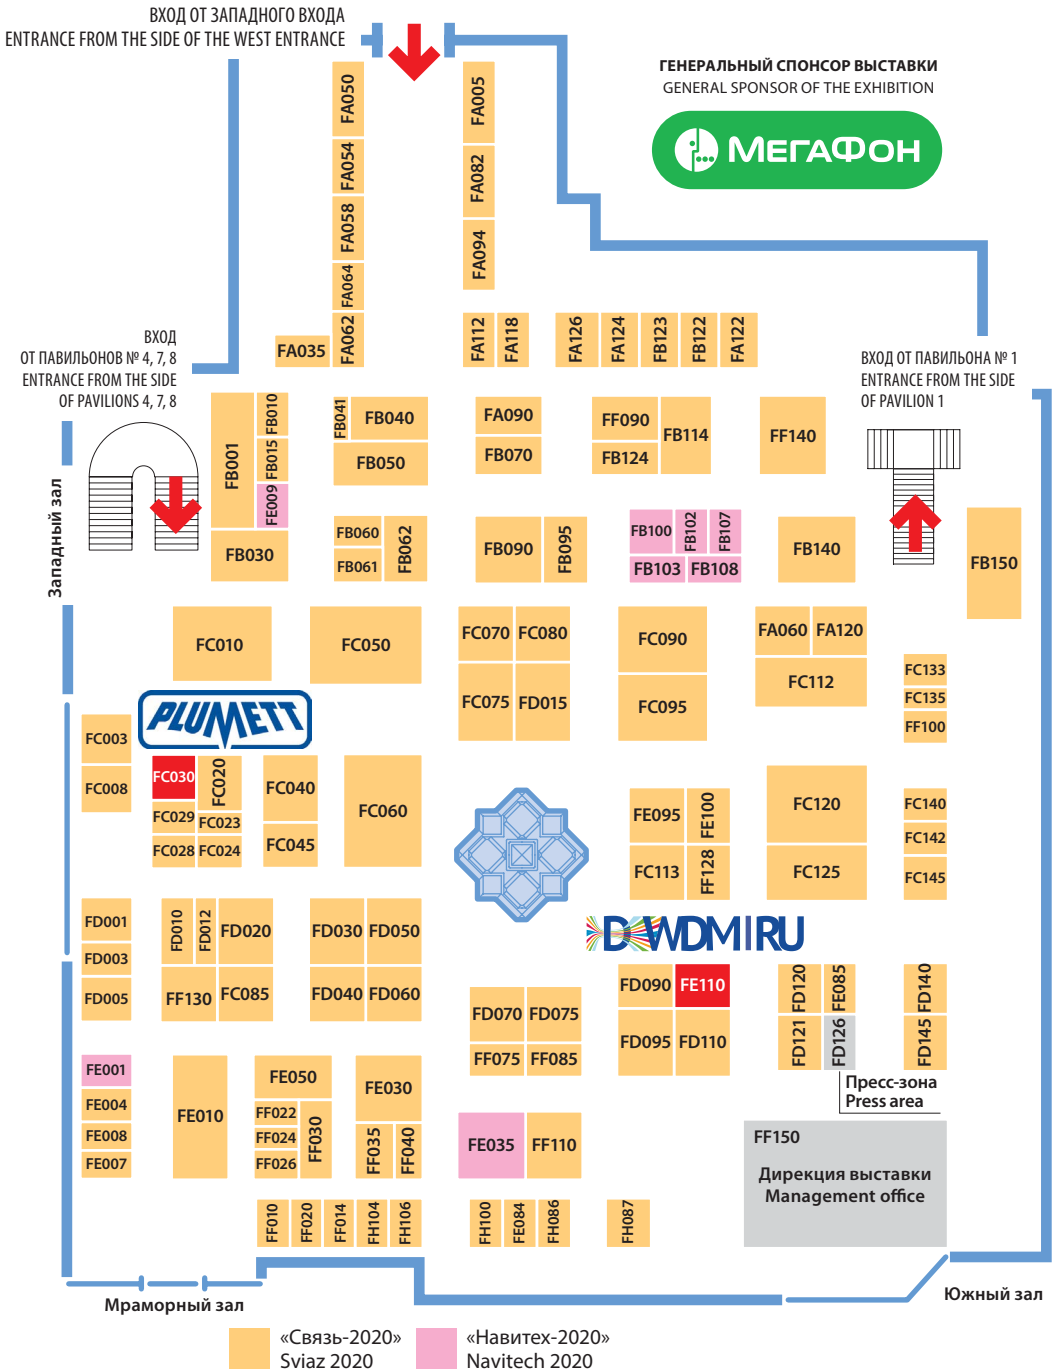 ВХОД ОТ ЗАПАДНОГО ВХОДА
ENTRANCE FROM THE SIDE OF THE WEST ENTRANCE
ГЕНЕРАЛЬНЫЙ СПОНСОР ВЫСТАВКИ
GENERAL SPONSOR OF THE EXHIBITION
МЕГАФОН
FA050
FA005
FA054
FA082
FA058
FA094
FA064
FA062
FA035
FA112
FA118
FA126
FA124
FB123
FB122
FA122
ВХОД
ОТ ПАВИЛЬОНОВ № 4, 7, 8
ENTRANCE FROM THE SIDE
OF PAVILIONS 4, 7, 8
ВХОД ОТ ПАВИЛЬОНА № 1
ENTRANCE FROM THE SIDE
OF PAVILION 1
Западный зал
FB001
FB010
FB015
FE009
FB030
FB041
FB040
FB050
FA090
FB070
FF090
FB124
FB114
FF140
FB060
FB061
FB062
FB090
FB095
FB100
FB102
FB107
FB103
FB108
FB140
FB150
FC010
FC050
FC070
FC080
FC075
FD015
FC090
FC095
FA060
FA120
FC112
FC133
FC135
FF100
PLUMETT
FC003
FC008
FC030
FC020
FC029
FC023
FC028
FC024
FC040
FC045
FC060
FE095
FE100
FC113
FF128
FC120
FC125
FC140
FC142
FC145
DWDM|RU
FD001
FD003
FD005
FD010
FD012
FD020
FF130
FC085
FD030
FD050
FD040
FD060
FD070
FD075
FF075
FF085
FD090
FE110
FD095
FD110
FD120
FE085
FD121
FD126
FD140
FD145
Пресс-зона
Press area
FE001
FE004
FE008
FE007
FE010
FE050
FF022
FF024
FF026
FF030
FE030
FF035
FF040
FE035
FF110
FF150
Дирекция выставки
Management office
FF010
FF020
FF014
FH104
FH106
FH100
FE084
FH086
FH087
Мраморный зал
Южный зал
«Связь-2020»
Sviaz 2020
«Навитех-2020»
Navitech 2020